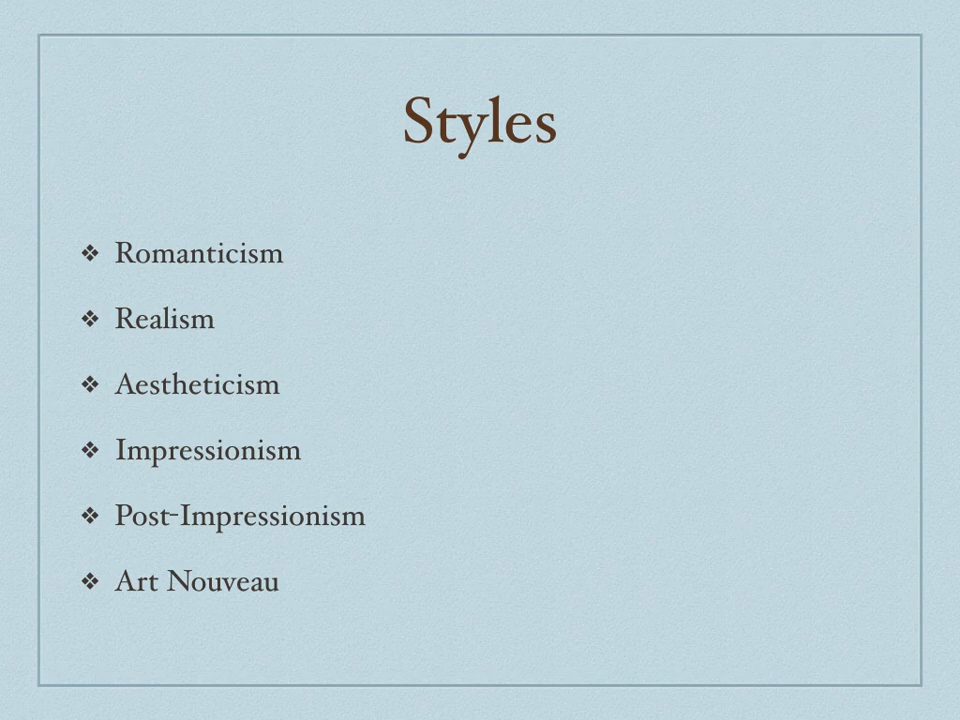 Styles
❖ Romanticism
❖ Realism
❖ Aestheticism
❖ Impressionism
❖ Post-Impressionism
❖ Art Nouveau